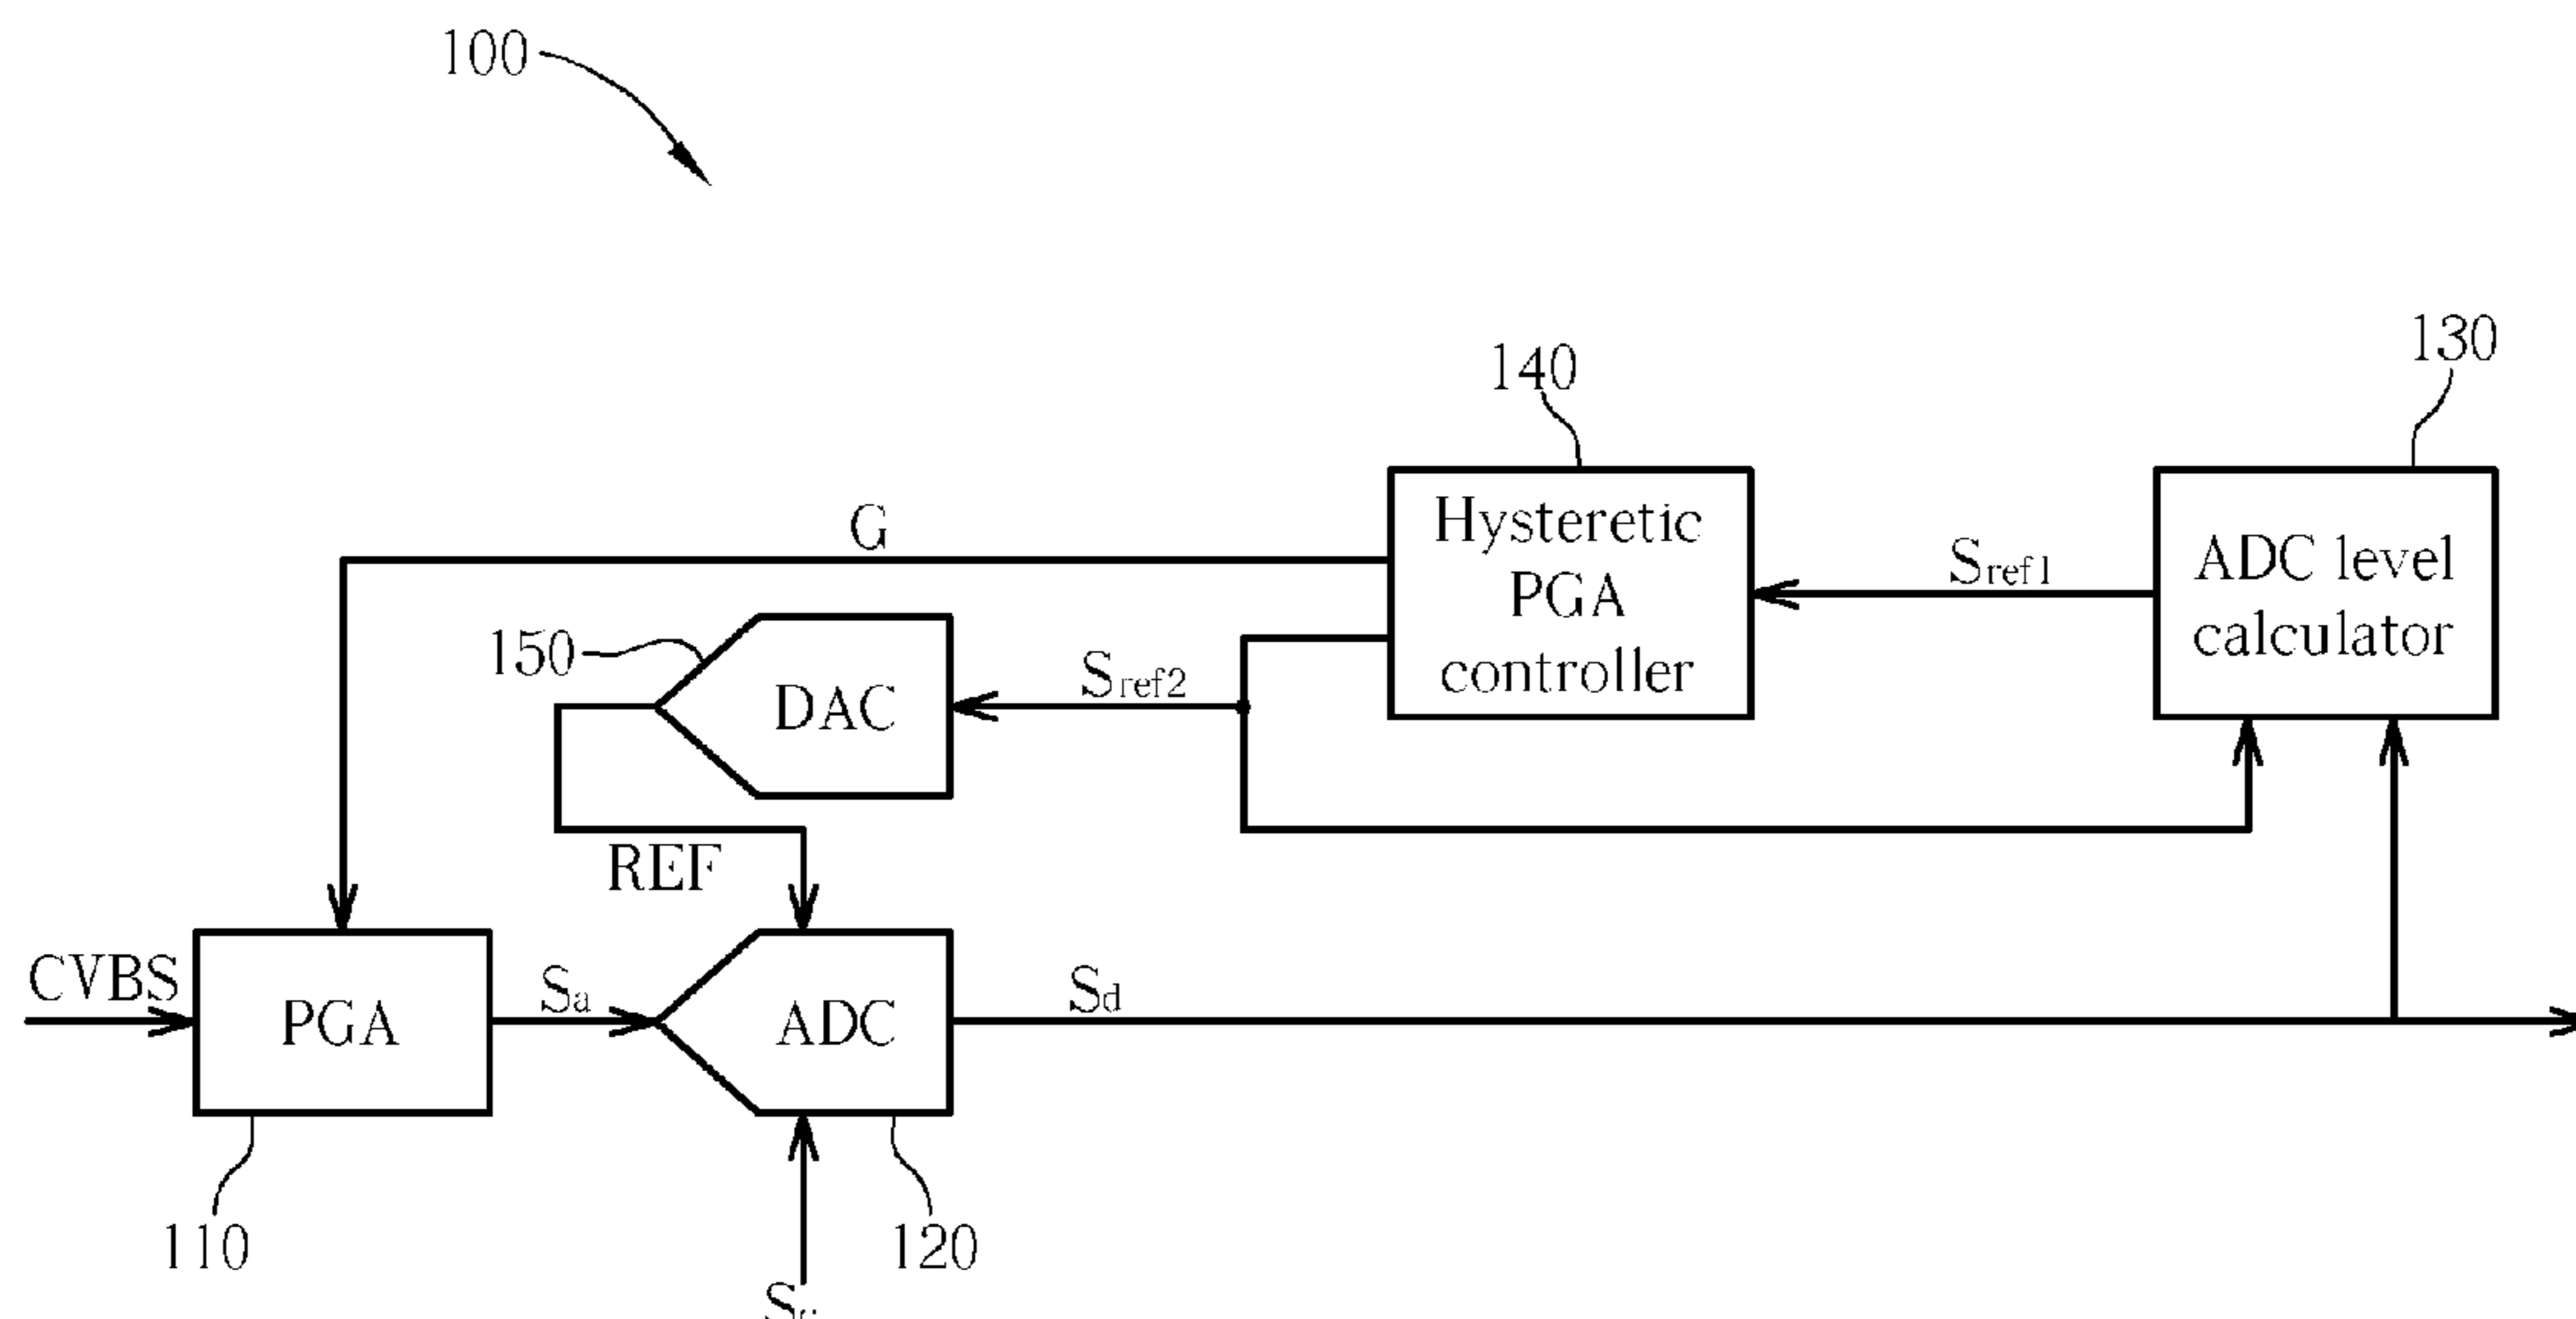 100
130
140
Hysteretic
PGA
controller
ADC level
calculator
G
Sref1
150
DAC
Sref2
REF
CVBS
PGA
Sa
ADC
Sd
110
120